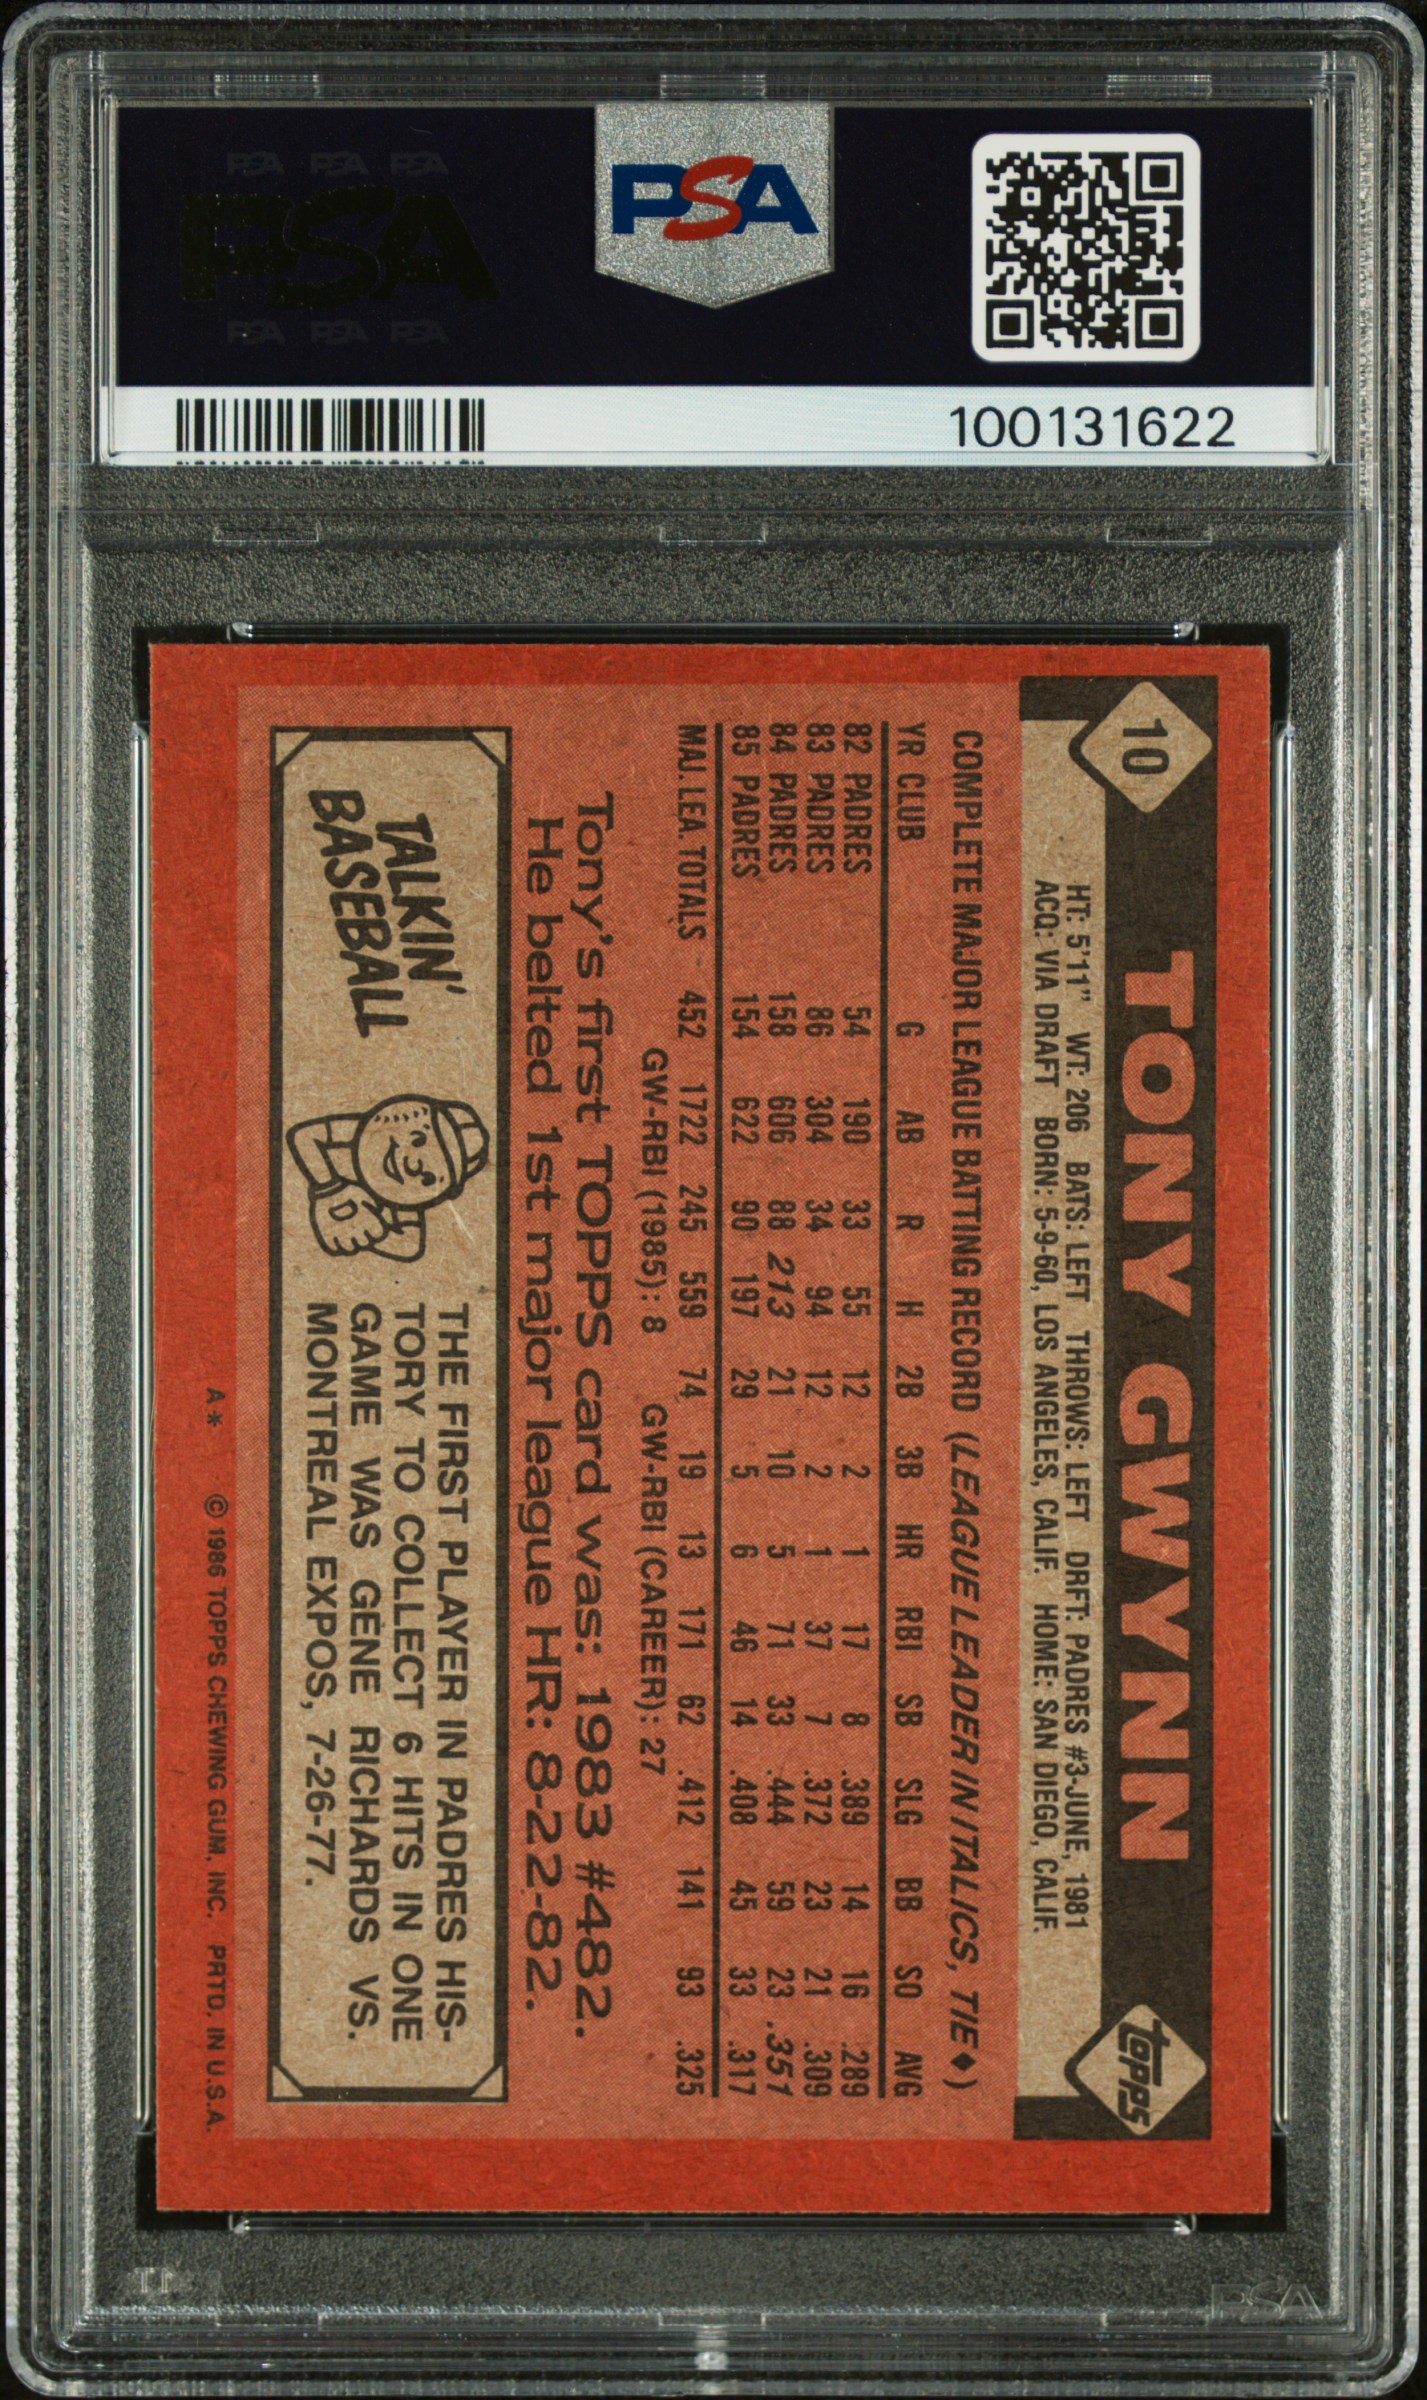 PSA PSA PSA
PSA
PSA PSA PSA
PSA
100131622
10
TONY GWYNN
topps
HT: 5'11" WT: 206 BATS: LEFT THROWS: LEFT DRFT: PADRES #3-JUNE, 1981
ACQ: VIA DRAFT BORN: 5-9-60, LOS ANGELES, CALIF. HOME: SAN DIEGO, CALIF.
COMPLETE MAJOR LEAGUE BATTING RECORD (LEAGUE LEADER IN ITALICS, TIE♦)
YR CLUB G AB R H 2B 3B HR RBI SB SLG BB SO AVG
82 PADRES 54 190 33 55 12 2 1 17 8 .389 14 16 .289
83 PADRES 86 304 34 94 12 2 1 37 7 .372 23 21 .309
84 PADRES 158 606 88 213 21 10 5 71 33 .444 59 23 .351
85 PADRES 154 622 90 197 29 5 6 46 14 .408 45 33 .317
MAJ. LEA. TOTALS 452 1722 245 559 74 19 13 171 62 .412 141 93 .325
GW-RBI (1985): 8 GW-RBI (CAREER): 27
Tony's first TOPPS card was: 1983 #482.
He belted 1st major league HR: 8-22-82.
TALKIN'
BASEBALL
THE FIRST PLAYER IN PADRES HIS-
TORY TO COLLECT 6 HITS IN ONE
GAME WAS GENE RICHARDS VS.
MONTREAL EXPOS, 7-26-77.
A* © 1986 TOPPS CHEWING GUM, INC. PRTD. IN U.S.A.
PSA